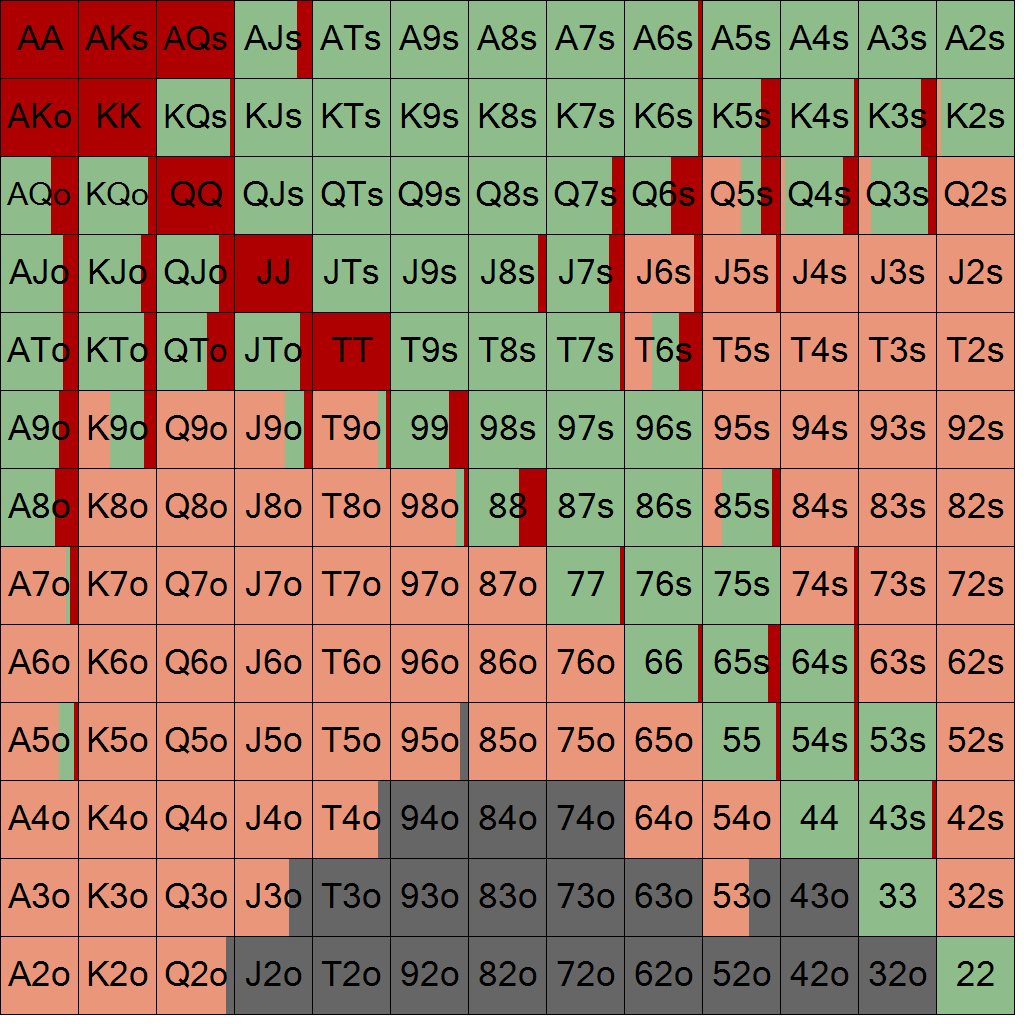 AA AKs AQs AJs ATs A9s A8s A7s A6s A5s A4s A3s A2s
AKo KK KQs KJs KTs K9s K8s K7s K6s K5s K4s K3s K2s
AQo KQo QQ QJs QTs Q9s Q8s Q7s Q6s Q5s Q4s Q3s Q2s
AJo KJo QJo JJ JTs J9s J8s J7s J6s J5s J4s J3s J2s
ATo KTo QTo JTo TT T9s T8s T7s T6s T5s T4s T3s T2s
A9o K9o Q9o J9o T9o 99 98s 97s 96s 95s 94s 93s 92s
A8o K8o Q8o J8o T8o 98o 88 87s 86s 85s 84s 83s 82s
A7o K7o Q7o J7o T7o 97o 87o 77 76s 75s 74s 73s 72s
A6o K6o Q6o J6o T6o 96o 86o 76o 66 65s 64s 63s 62s
A5o K5o Q5o J5o T5o 95o 85o 75o 65o 55 54s 53s 52s
A4o K4o Q4o J4o T4o 94o 84o 74o 64o 54o 44 43s 42s
A3o K3o Q3o J3o T3o 93o 83o 73o 63o 53o 43o 33 32s
A2o K2o Q2o J2o T2o 92o 82o 72o 62o 52o 42o 32o 22